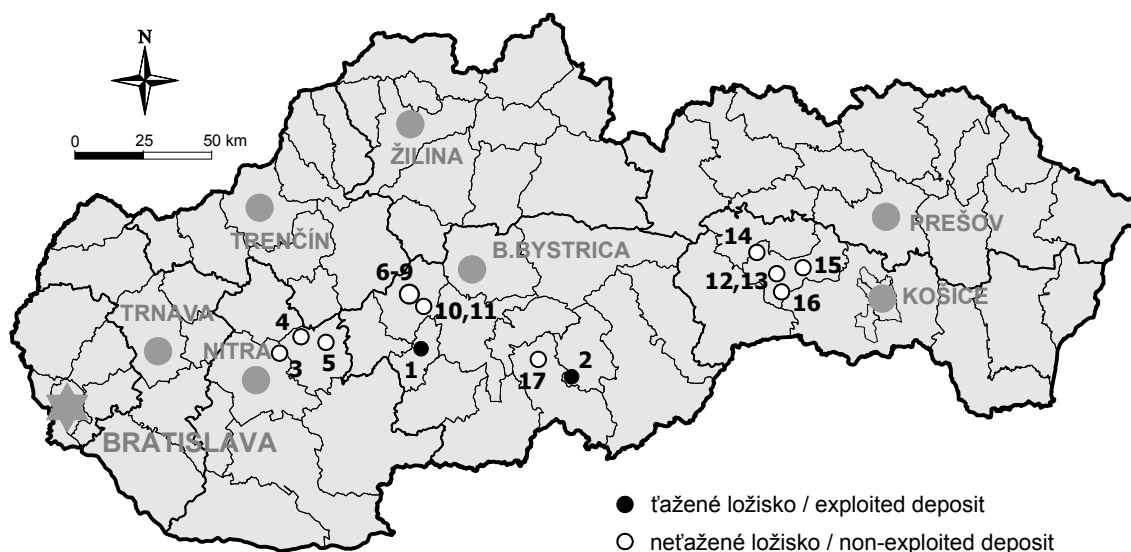 N
0 25 50 km
ŽILINA
TRENČÍN
PREŠOV
B.BYSTRICA
14
15
12,13
16
KOŠICE
6-9
10,11
TRNAVA
4
NITRA
3
5
1
17
2
BRATISLAVA
ťažené ložisko / exploited deposit
neťažené ložisko / non-exploited deposit